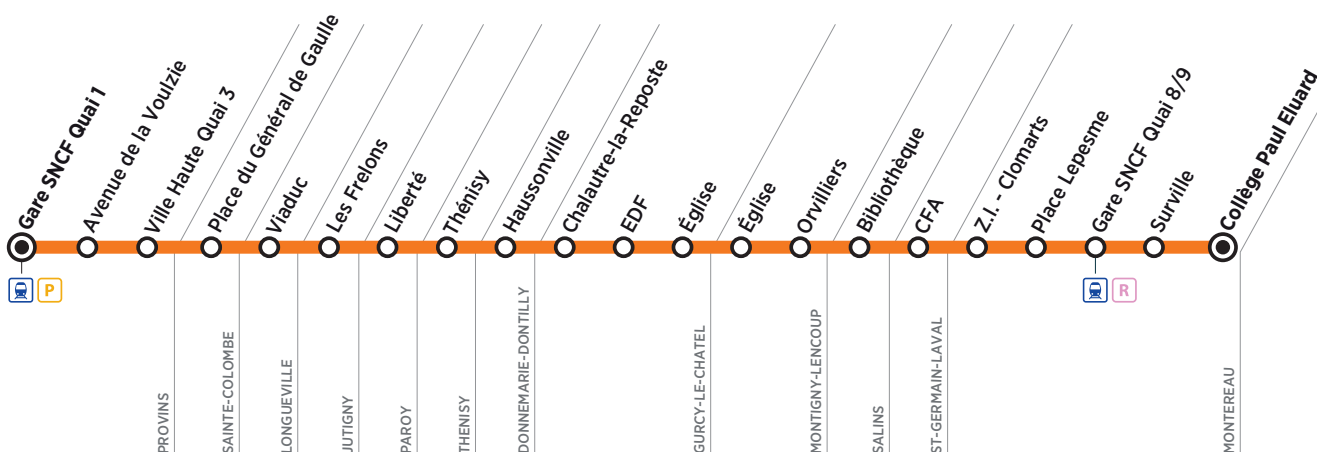 Gare SNCF Quai 1
Avenue de la Voulzie
Ville Haute Quai 3
Place du Général de Gaulle
Viaduc
Les Frelons
Liberté
Thénisy
Haussonville
Chalautre-la-Reposte
EDF
Église
Église
Orvilliers
Bibliothèque
CFA
Z.I. - Clomarts
Place Lepesme
Gare SNCF Quai 8/9
Surville
Collège Paul Eluard
P
R
PROVINS
SAINTE-COLOMBE
LONGUEVILLE
JUTIGNY
PAROY
THENISY
DONNEMARIE-DONTILLY
GURCY-LE-CHATEL
MONTIGNY-LENCOUP
SALINS
ST-GERMAIN-LAVAL
MONTEREAU